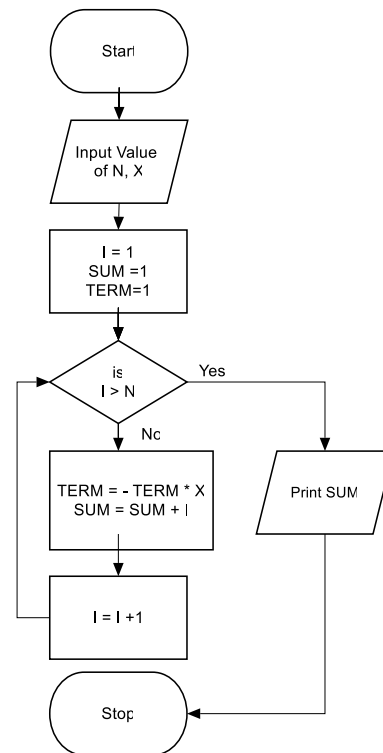 Start
Input Value
of N, X
I = 1
SUM =1
TERM=1
is
I > N
Yes
No
TERM = - TERM * X
SUM = SUM + I
Print SUM
I = I +1
Stop